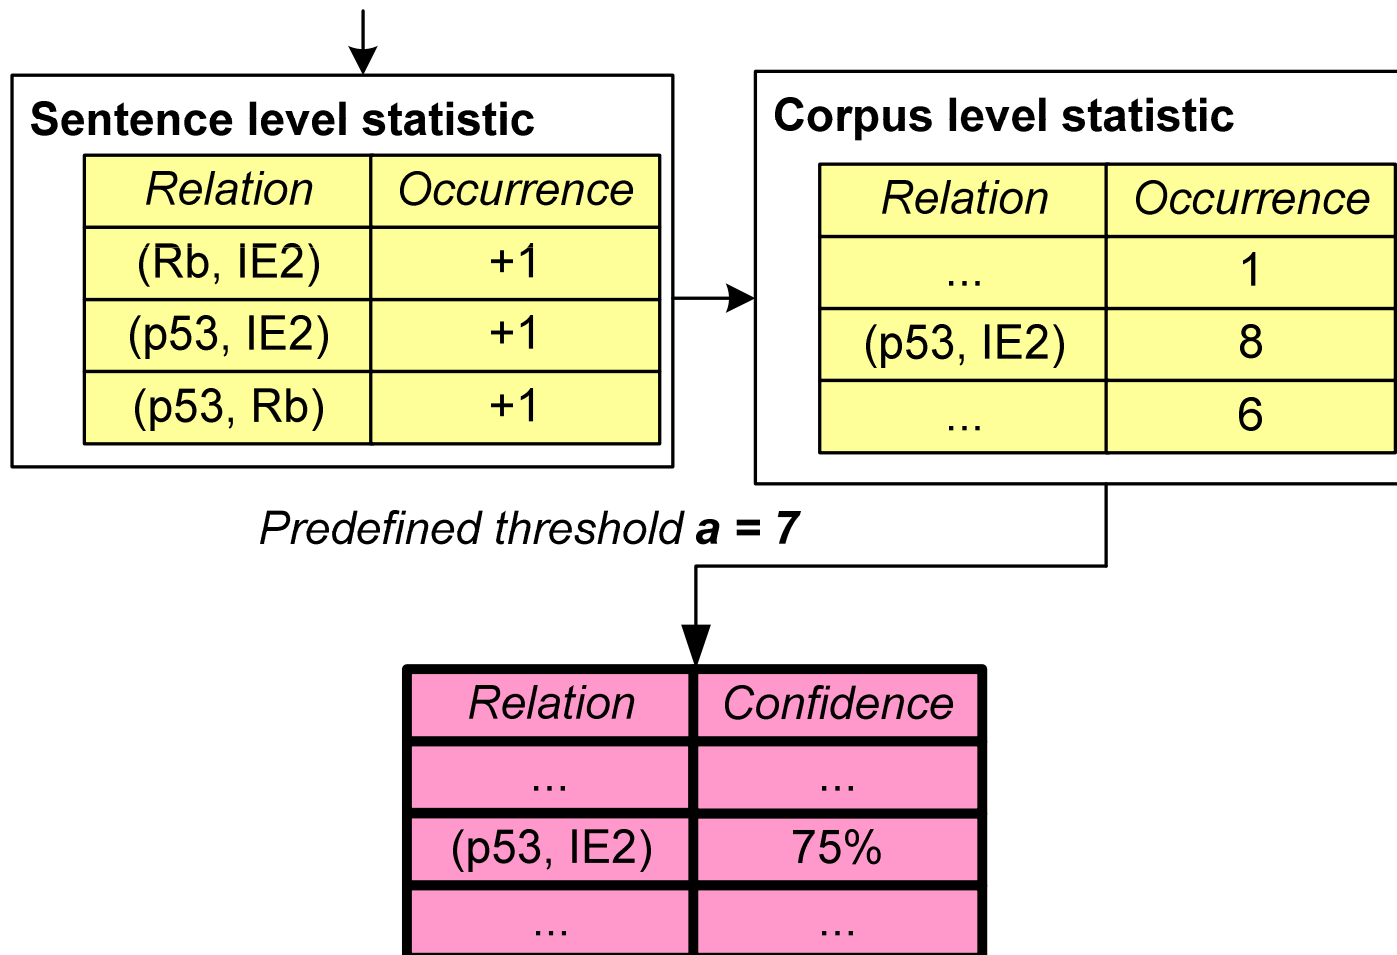 Sentence level statistic
Relation Occurrence
(Rb, IE2) +1
(p53, IE2) +1
(p53, Rb) +1
Corpus level statistic
Relation Occurrence
... 1
(p53, IE2) 8
... 6
Predefined threshold a = 7
Relation Confidence
... ...
(p53, IE2) 75%
... ...